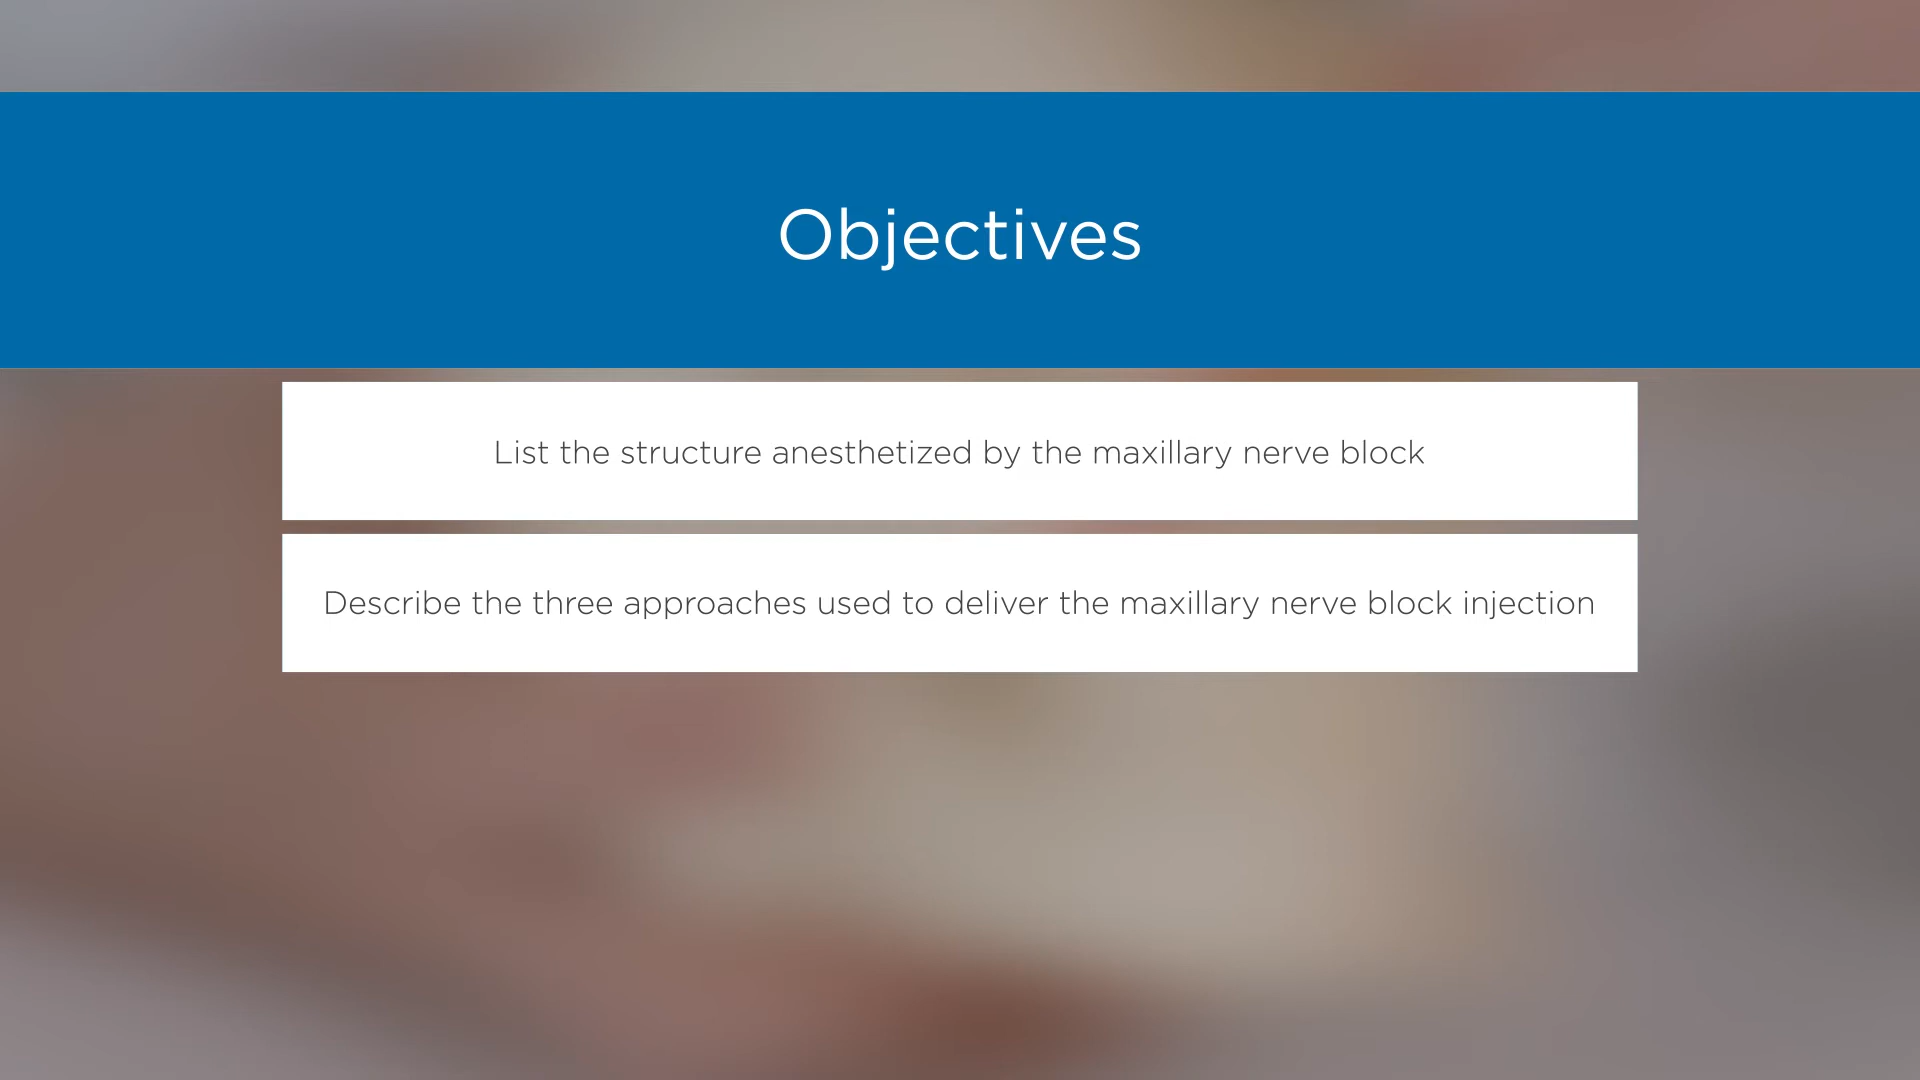 Objectives
List the structure anesthetized by the maxillary nerve block
Describe the three approaches used to deliver the maxillary nerve block injection